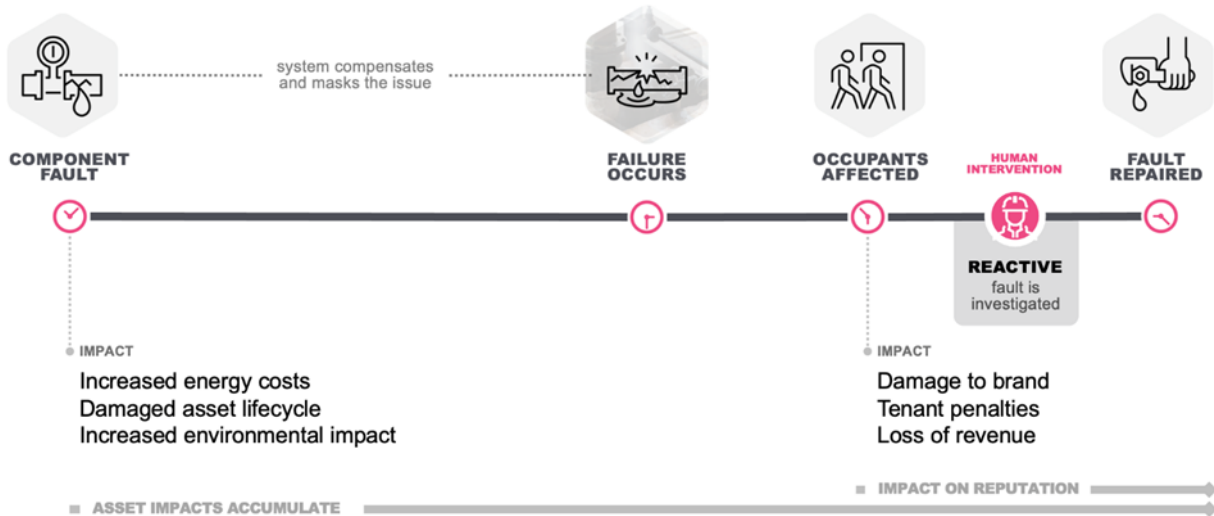 system compensates
and masks the issue
COMPONENT
FAULT
FAILURE
OCCURS
OCCUPANTS
AFFECTED
HUMAN
INTERVENTION
FAULT
REPAIRED
REACTIVE
fault is
investigated
IMPACT
Increased energy costs
Damaged asset lifecycle
Increased environmental impact
IMPACT
Damage to brand
Tenant penalties
Loss of revenue
IMPACT ON REPUTATION
ASSET IMPACTS ACCUMULATE